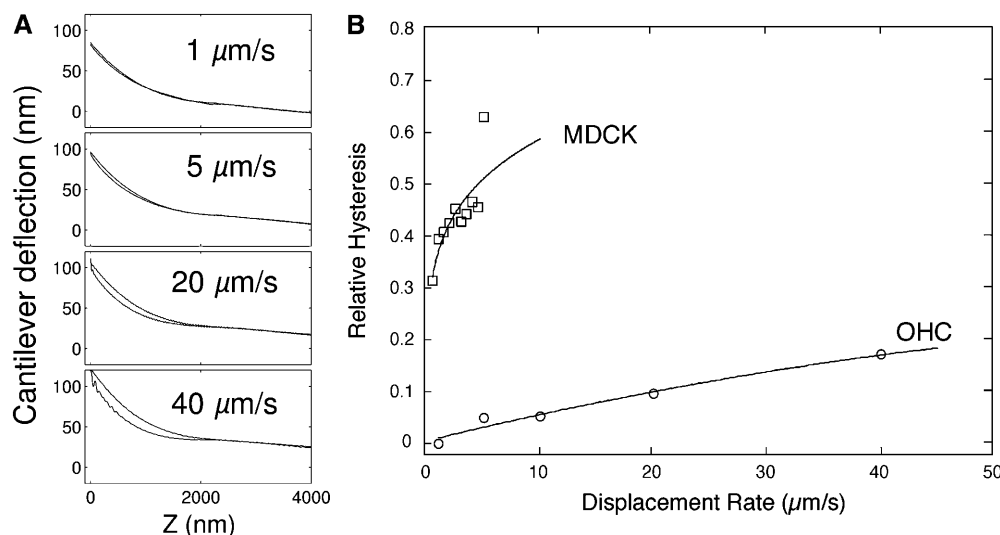 A
Cantilever deflection (nm)
100
50
0
1 μm/s
100
50
0
5 μm/s
100
50
0
20 μm/s
100
50
0
40 μm/s
0
2000
4000
Z (nm)
B
Relative Hysteresis
0.8
0.7
0.6
0.5
0.4
0.3
0.2
0.1
0
MDCK
OHC
0
10
20
30
40
50
Displacement Rate (μm/s)